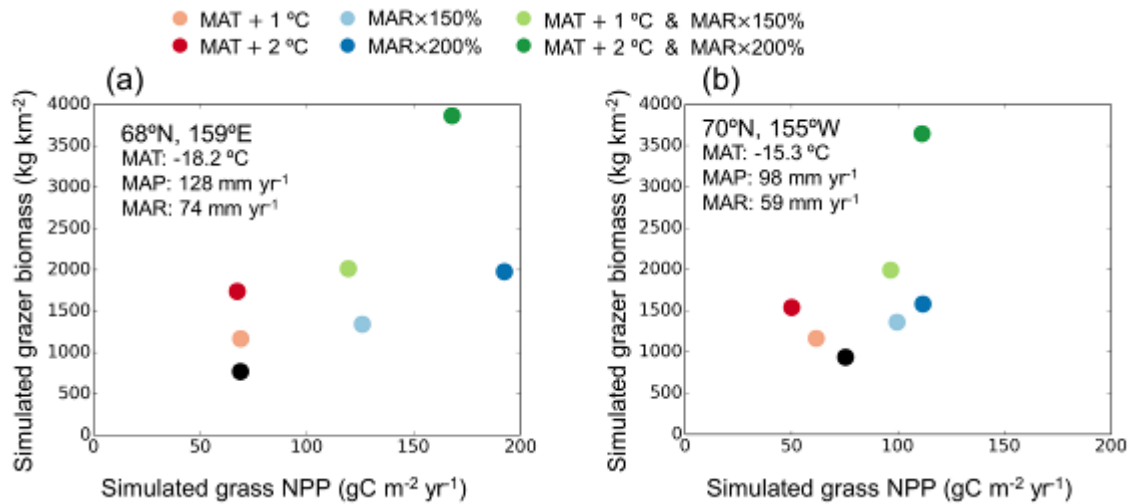 MAT + 1 ºC MAR×150% MAT + 1 ºC & MAR×150%
MAT + 2 ºC MAR×200% MAT + 2 ºC & MAR×200%
(a)
Simulated grazer biomass (kg km⁻²)
4000
3500
3000
2500
2000
1500
1000
500
0
68ºN, 159ºE
MAT: -18.2 ºC
MAP: 128 mm yr⁻¹
MAR: 74 mm yr⁻¹
0 50 100 150 200
Simulated grass NPP (gC m⁻² yr⁻¹)
(b)
Simulated grazer biomass (kg km⁻²)
4000
3500
3000
2500
2000
1500
1000
500
0
70ºN, 155ºW
MAT: -15.3 ºC
MAP: 98 mm yr⁻¹
MAR: 59 mm yr⁻¹
0 50 100 150 200
Simulated grass NPP (gC m⁻² yr⁻¹)